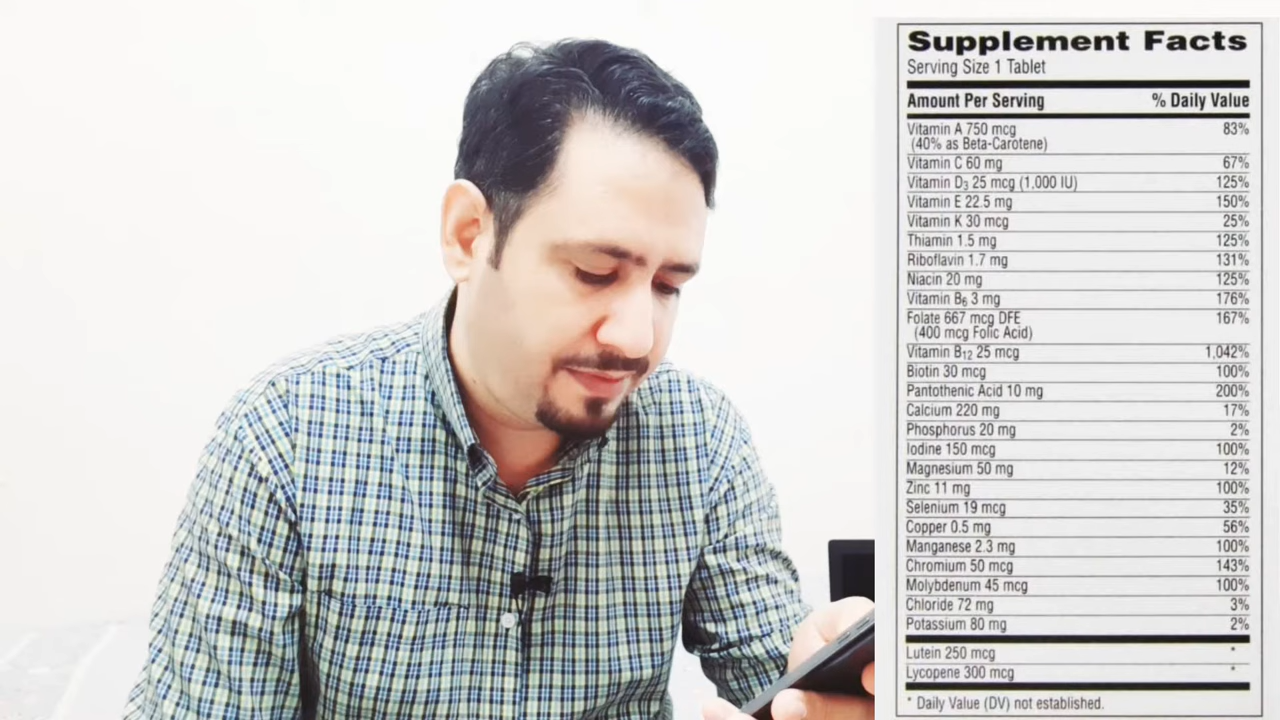 Supplement Facts
Serving Size 1 Tablet
Amount Per Serving % Daily Value
Vitamin A 750 mcg 83%
(40% as Beta-Carotene)
Vitamin C 60 mg 67%
Vitamin D3 25 mcg (1,000 IU) 125%
Vitamin E 22.5 mg 150%
Vitamin K 30 mcg 25%
Thiamin 1.5 mg 125%
Riboflavin 1.7 mg 131%
Niacin 20 mg 125%
Vitamin B6 3 mg 176%
Folate 667 mcg DFE 167%
(400 mcg Folic Acid)
Vitamin B12 25 mcg 1,042%
Biotin 30 mcg 100%
Pantothenic Acid 10 mg 200%
Calcium 220 mg 17%
Phosphorus 20 mg 2%
Iodine 150 mcg 100%
Magnesium 50 mg 12%
Zinc 11 mg 100%
Selenium 19 mcg 35%
Copper 0.5 mg 56%
Manganese 2.3 mg 100%
Chromium 50 mcg 143%
Molybdenum 45 mcg 100%
Chloride 72 mg 3%
Potassium 80 mg 2%
Lutein 250 mcg *
Lycopene 300 mcg *
* Daily Value (DV) not established.